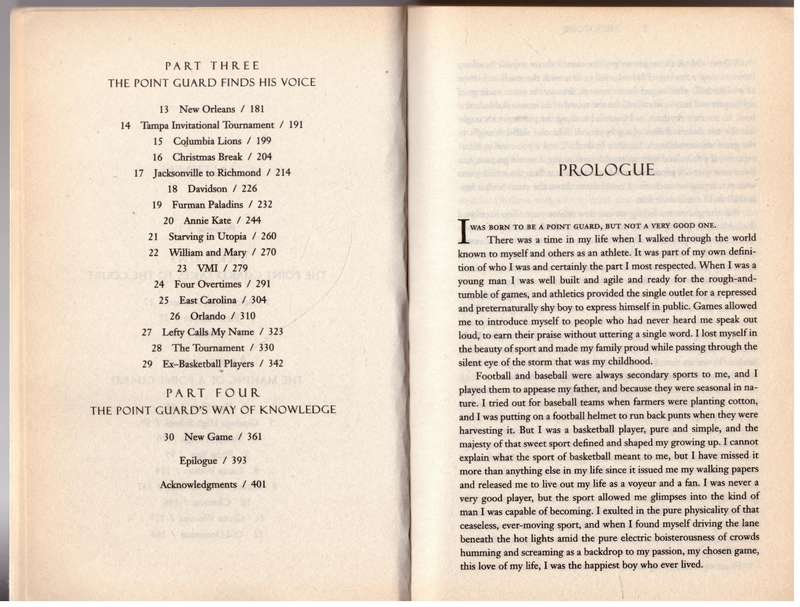 PART THREE
THE POINT GUARD FINDS HIS VOICE
13 New Orleans / 181
14 Tampa Invitational Tournament / 191
15 Columbia Lions / 199
16 Christmas Break / 204
17 Jacksonville to Richmond / 214
18 Davidson / 226
19 Furman Paladins / 232
20 Annie Kate / 244
21 Starving in Utopia / 260
22 William and Mary / 270
23 VMI / 279
24 Four Overtimes / 291
25 East Carolina / 304
26 Orlando / 310
27 Lefty Calls My Name / 323
28 The Tournament / 330
29 Ex–Basketball Players / 342
PART FOUR
THE POINT GUARD'S WAY OF KNOWLEDGE
30 New Game / 361
Epilogue / 393
Acknowledgments / 401
PROLOGUE
I WAS BORN TO BE A POINT GUARD, BUT NOT A VERY GOOD ONE.
There was a time in my life when I walked through the world
known to myself and others as an athlete. It was part of my own defini-
tion of who I was and certainly the part I most respected. When I was a
young man I was well built and agile and ready for the rough-and-
tumble of games, and athletics provided the single outlet for a repressed
and preternaturally shy boy to express himself in public. Games allowed
me to introduce myself to people who had never heard me speak out
loud, to earn their praise without uttering a single word. I lost myself in
the beauty of sport and made my family proud while passing through the
silent eye of the storm that was my childhood.
Football and baseball were always secondary sports to me, and I
played them to appease my father, and because they were seasonal in na-
ture. I tried out for baseball teams when farmers were planting cotton,
and I was putting on a football helmet to run back punts when they were
harvesting it. But I was a basketball player, pure and simple, and the
majesty of that sweet sport defined and shaped my growing up. I cannot
explain what the sport of basketball meant to me, but I have missed it
more than anything else in my life since it issued me my walking papers
and released me to live out my life as a voyeur and a fan. I was never a
very good player, but the sport allowed me glimpses into the kind of
man I was capable of becoming. I exulted in the pure physicality of that
ceaseless, ever-moving sport, and when I found myself driving the lane
beneath the hot lights amid the pure electric boisterousness of crowds
humming and screaming as a backdrop to my passion, my chosen game,
this love of my life, I was the happiest boy who ever lived.